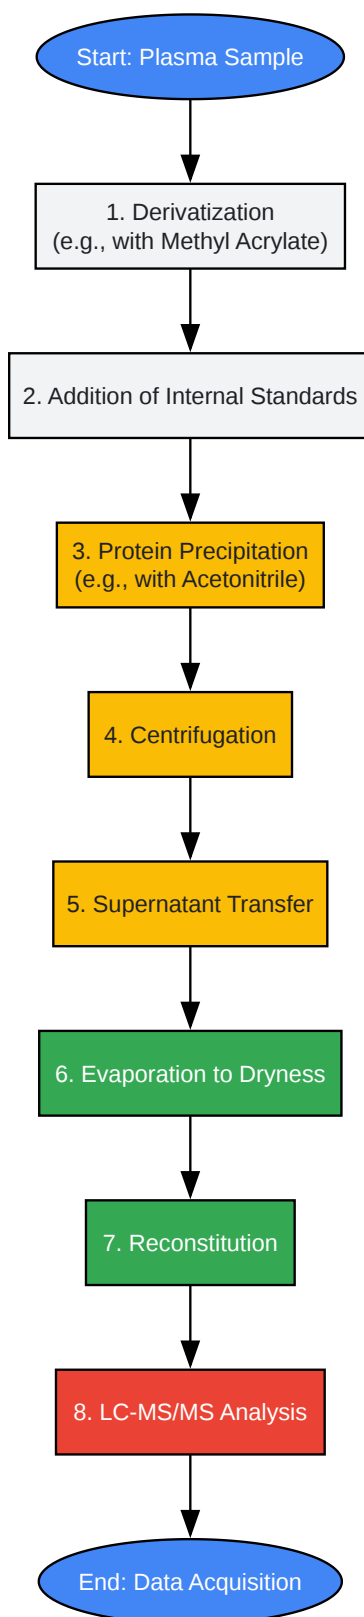 Start: Plasma Sample
1. Derivatization
(e.g., with Methyl Acrylate)
2. Addition of Internal Standards
3. Protein Precipitation
(e.g., with Acetonitrile)
4. Centrifugation
5. Supernatant Transfer
6. Evaporation to Dryness
7. Reconstitution
8. LC-MS/MS Analysis
End: Data Acquisition